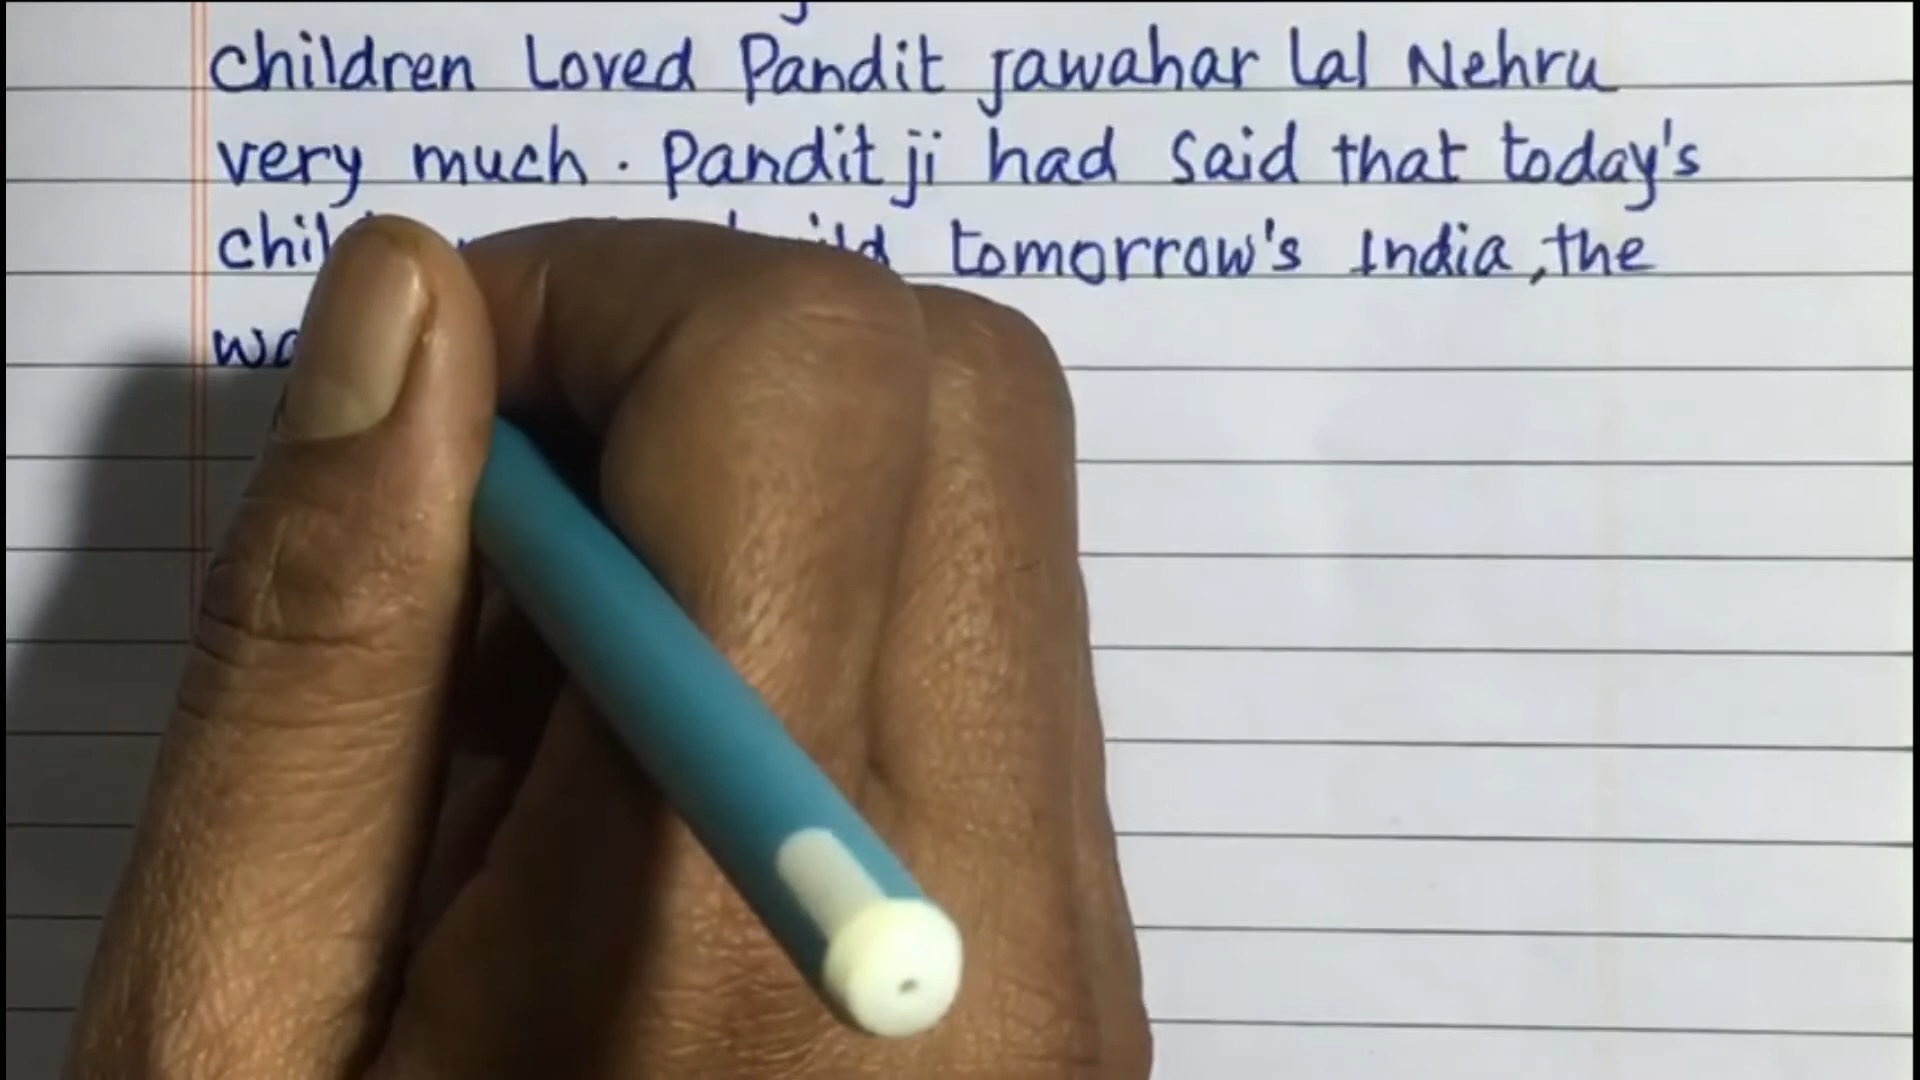 children Loved Pandit Jawahar Lal Nehru
very much. Pandit ji had said that today's
tomorrow's India, the